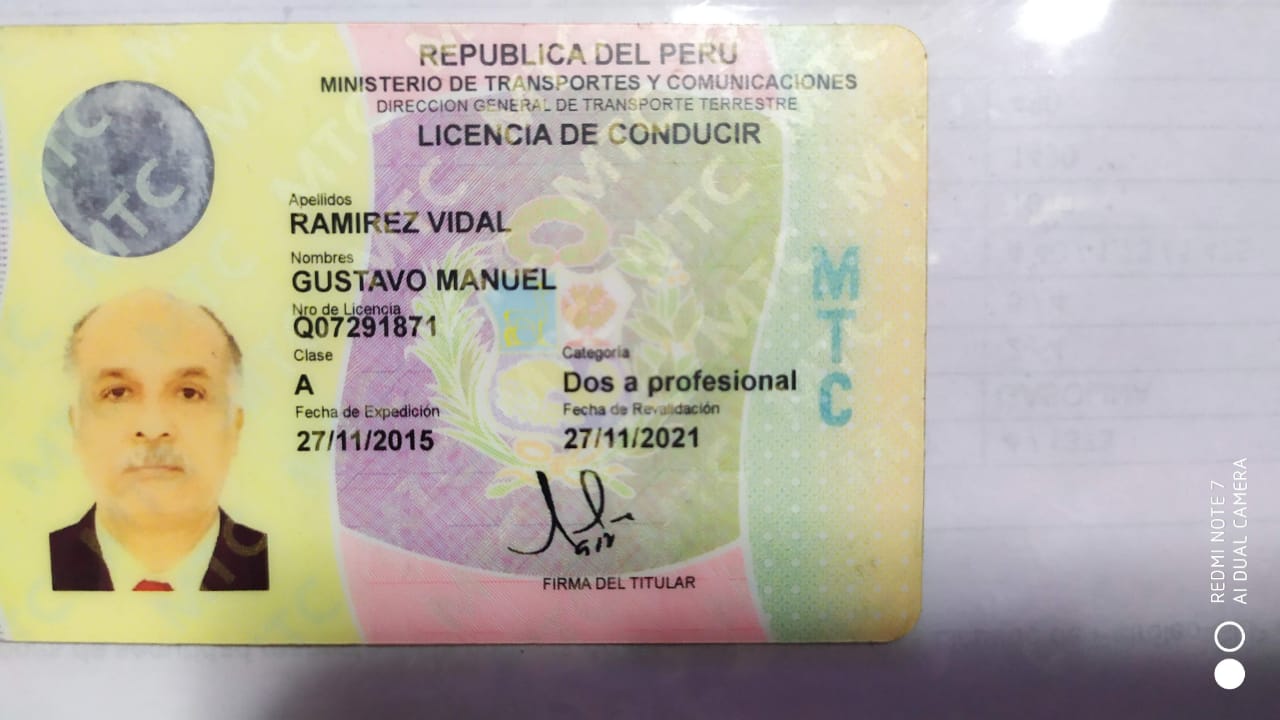 REPUBLICA DEL PERU
MINISTERIO DE TRANSPORTES Y COMUNICACIONES
DIRECCION GENERAL DE TRANSPORTE TERRESTRE
LICENCIA DE CONDUCIR
Apellidos
RAMIREZ VIDAL
Nombres
GUSTAVO MANUEL
Nro de Licencia
Q07291871
Clase
A
Categoria
Dos a profesional
Fecha de Expedición
27/11/2015
Fecha de Revalidación
27/11/2021
FIRMA DEL TITULAR
MTC
REDMI NOTE 7
AI DUAL CAMERA